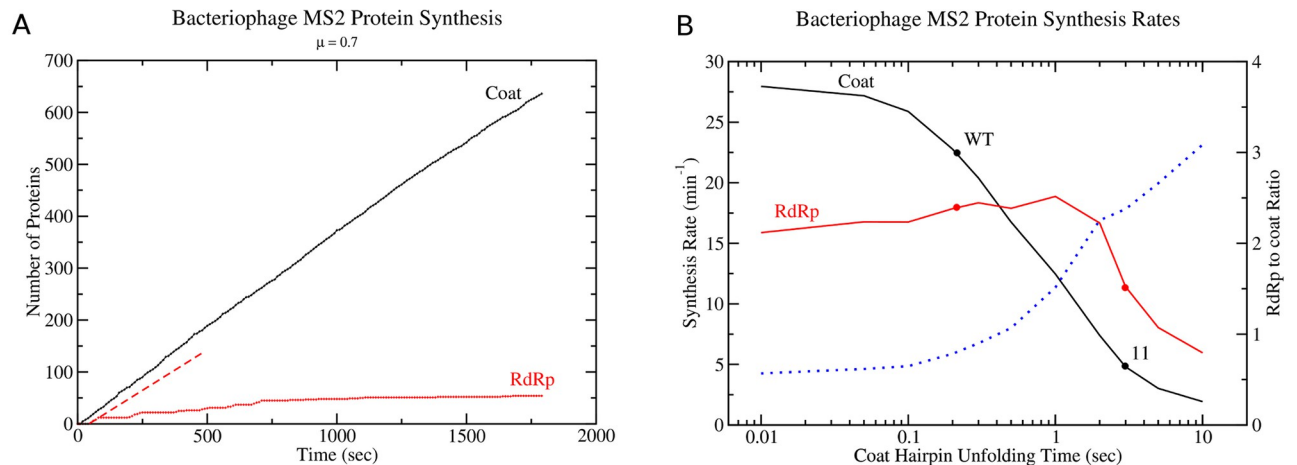 A
Bacteriophage MS2 Protein Synthesis
μ = 0.7
Number of Proteins
700
600
500
400
300
200
100
0
Coat
RdRp
0 500 1000 1500 2000
Time (sec)
B
Bacteriophage MS2 Protein Synthesis Rates
Synthesis Rate (min⁻¹)
30
25
20
15
10
5
0
Coat
WT
RdRp
11
4
3
2
1
0
RdRp to coat Ratio
0.01 0.1 1 10
Coat Hairpin Unfolding Time (sec)